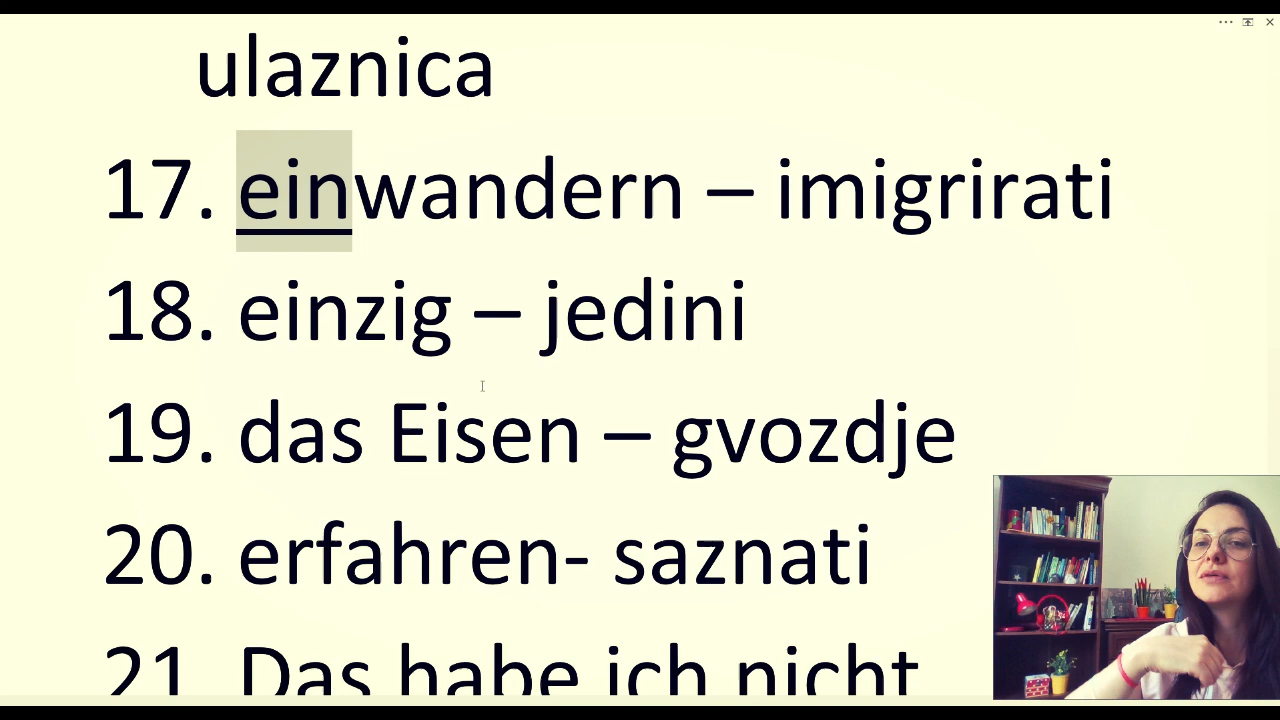 ulaznica
17. einwandern – imigrirati
18. einzig – jedini
19. das Eisen – gvozdje
20. erfahren- saznati
21. Das habe ich nicht